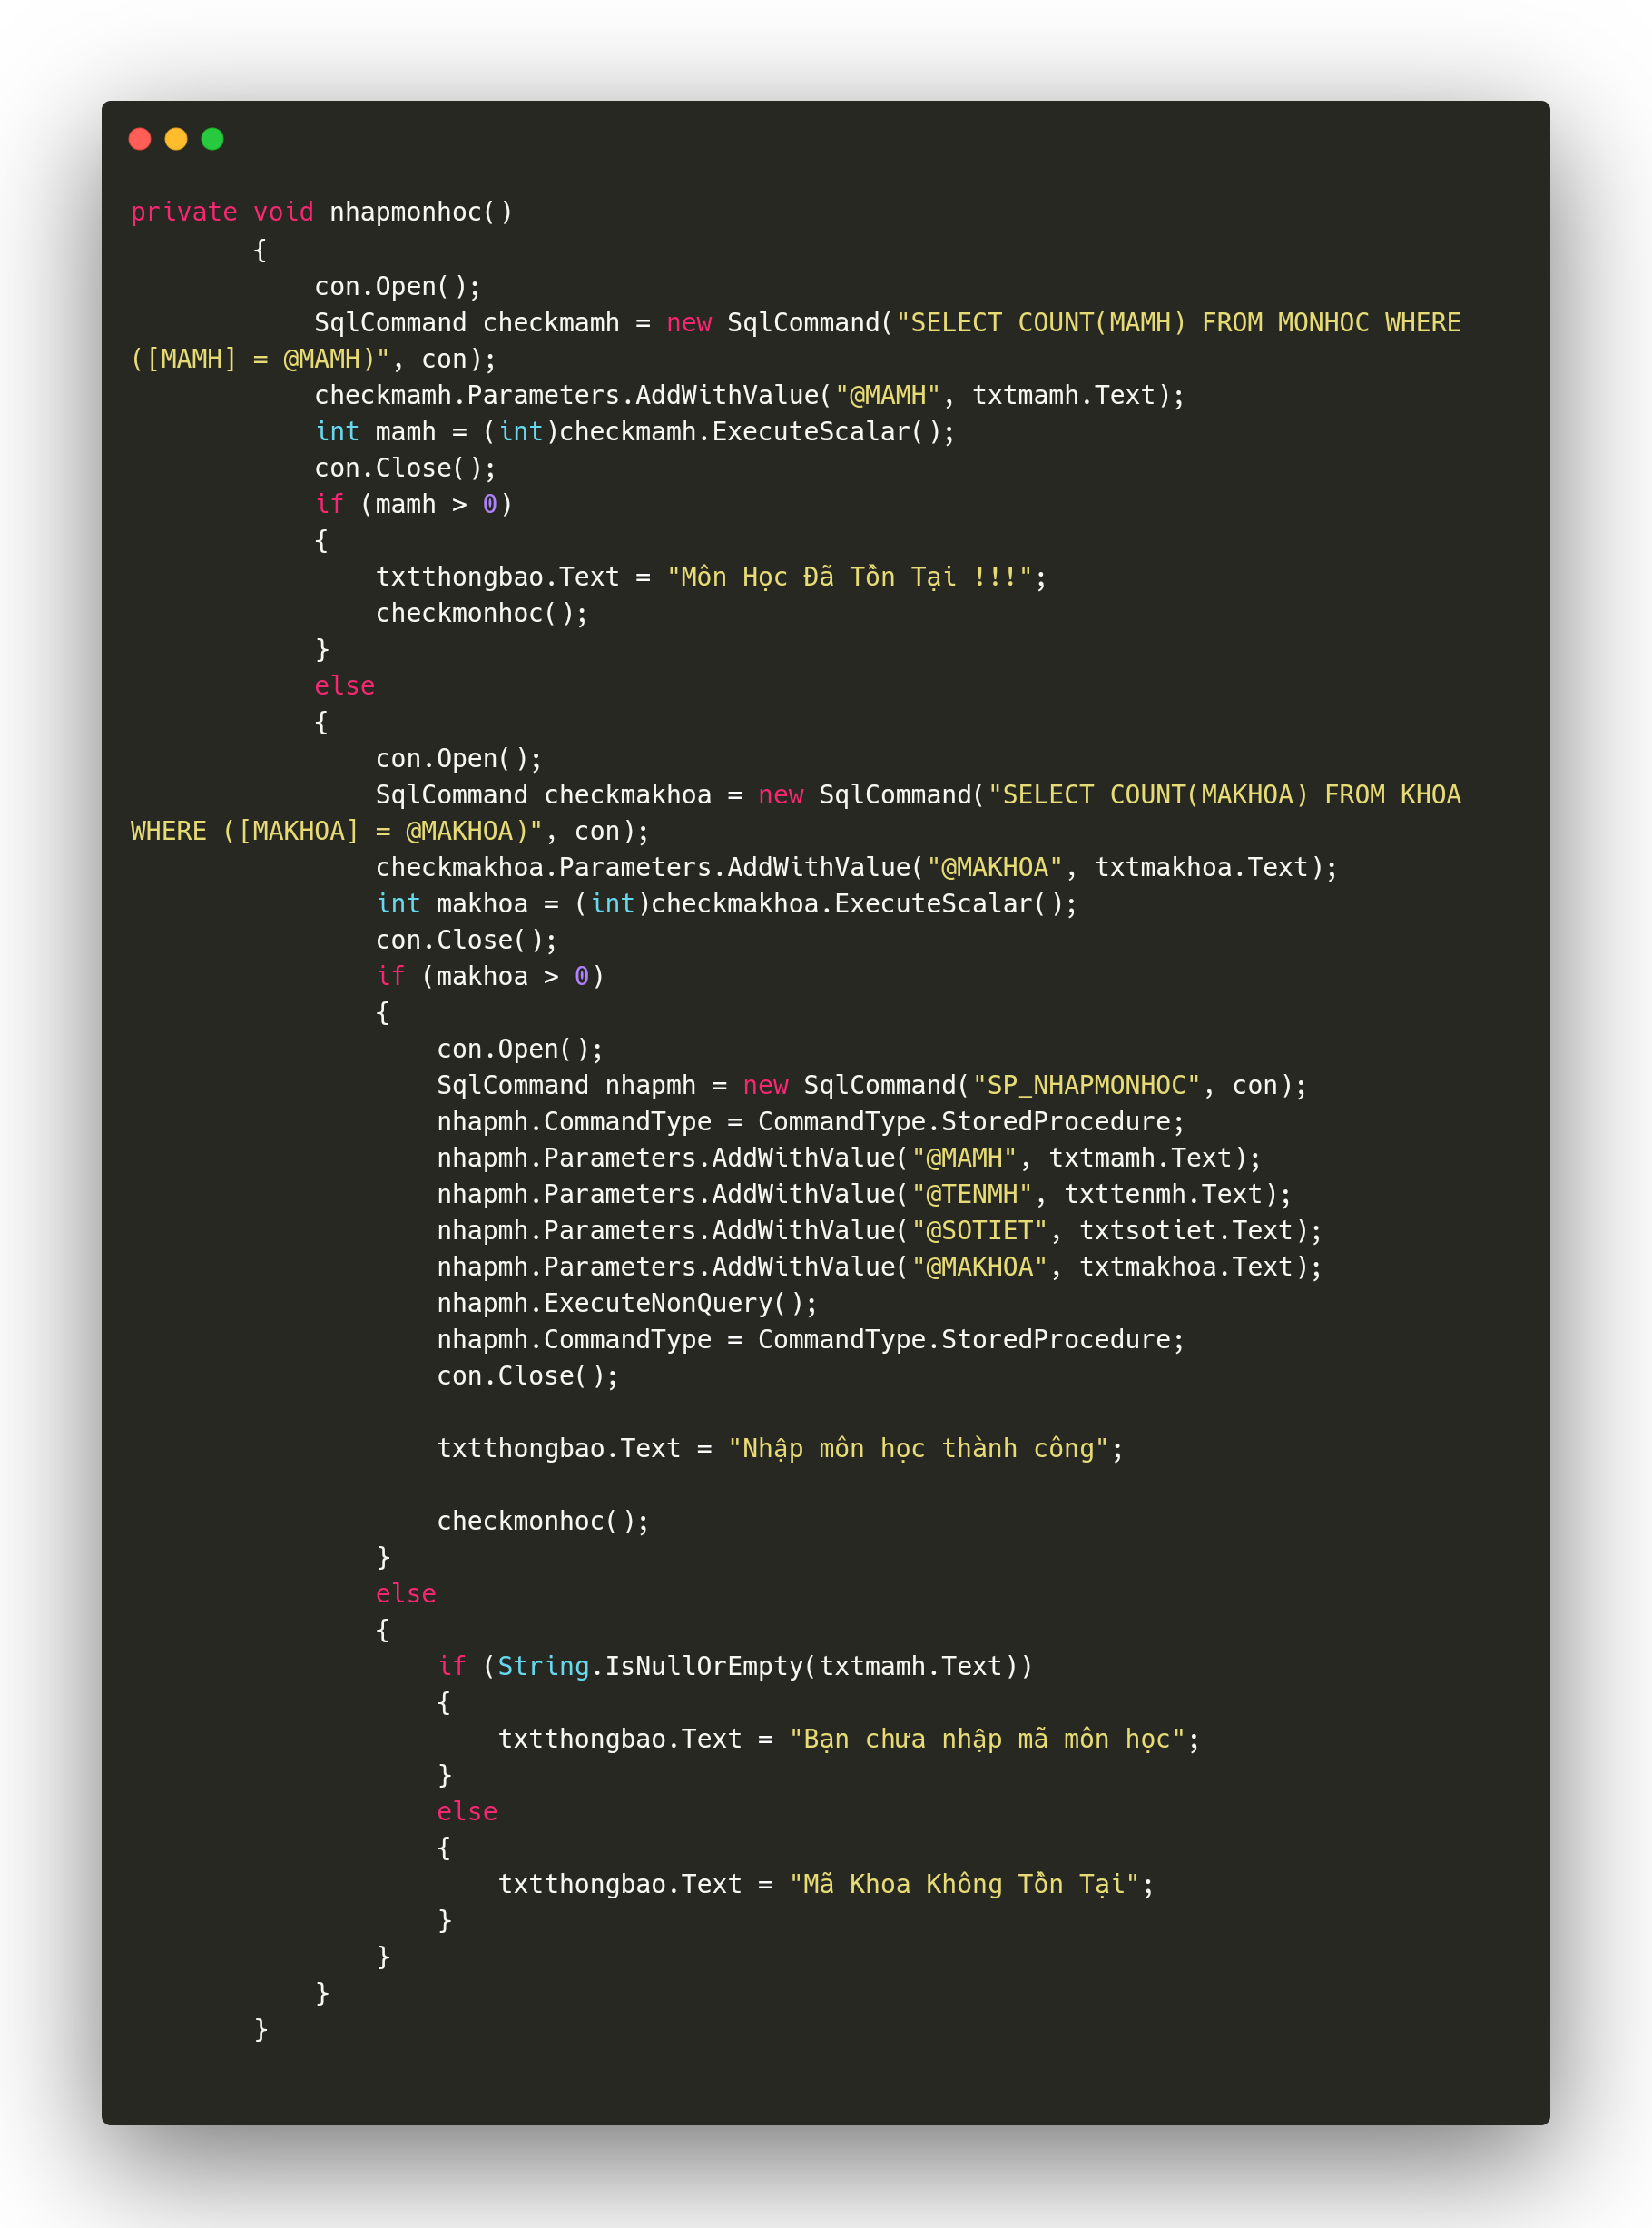 private void nhapmonhoc()
        {
            con.Open();
            SqlCommand checkmamh = new SqlCommand("SELECT COUNT(MAMH) FROM MONHOC WHERE
([MAMH] = @MAMH)", con);
            checkmamh.Parameters.AddWithValue("@MAMH", txtmamh.Text);
            int mamh = (int)checkmamh.ExecuteScalar();
            con.Close();
            if (mamh > 0)
            {
                txtthongbao.Text = "Môn Học Đã Tồn Tại !!!";
                checkmonhoc();
            }
            else
            {
                con.Open();
                SqlCommand checkmakhoa = new SqlCommand("SELECT COUNT(MAKHOA) FROM KHOA
WHERE ([MAKHOA] = @MAKHOA)", con);
                checkmakhoa.Parameters.AddWithValue("@MAKHOA", txtmakhoa.Text);
                int makhoa = (int)checkmakhoa.ExecuteScalar();
                con.Close();
                if (makhoa > 0)
                {
                    con.Open();
                    SqlCommand nhapmh = new SqlCommand("SP_NHAPMONHOC", con);
                    nhapmh.CommandType = CommandType.StoredProcedure;
                    nhapmh.Parameters.AddWithValue("@MAMH", txtmamh.Text);
                    nhapmh.Parameters.AddWithValue("@TENMH", txttenmh.Text);
                    nhapmh.Parameters.AddWithValue("@SOTIET", txtsotiet.Text);
                    nhapmh.Parameters.AddWithValue("@MAKHOA", txtmakhoa.Text);
                    nhapmh.ExecuteNonQuery();
                    nhapmh.CommandType = CommandType.StoredProcedure;
                    con.Close();

                    txtthongbao.Text = "Nhập môn học thành công";

                    checkmonhoc();
                }
                else
                {
                    if (String.IsNullOrEmpty(txtmamh.Text))
                    {
                        txtthongbao.Text = "Bạn chưa nhập mã môn học";
                    }
                    else
                    {
                        txtthongbao.Text = "Mã Khoa Không Tồn Tại";
                    }
                }
            }
        }